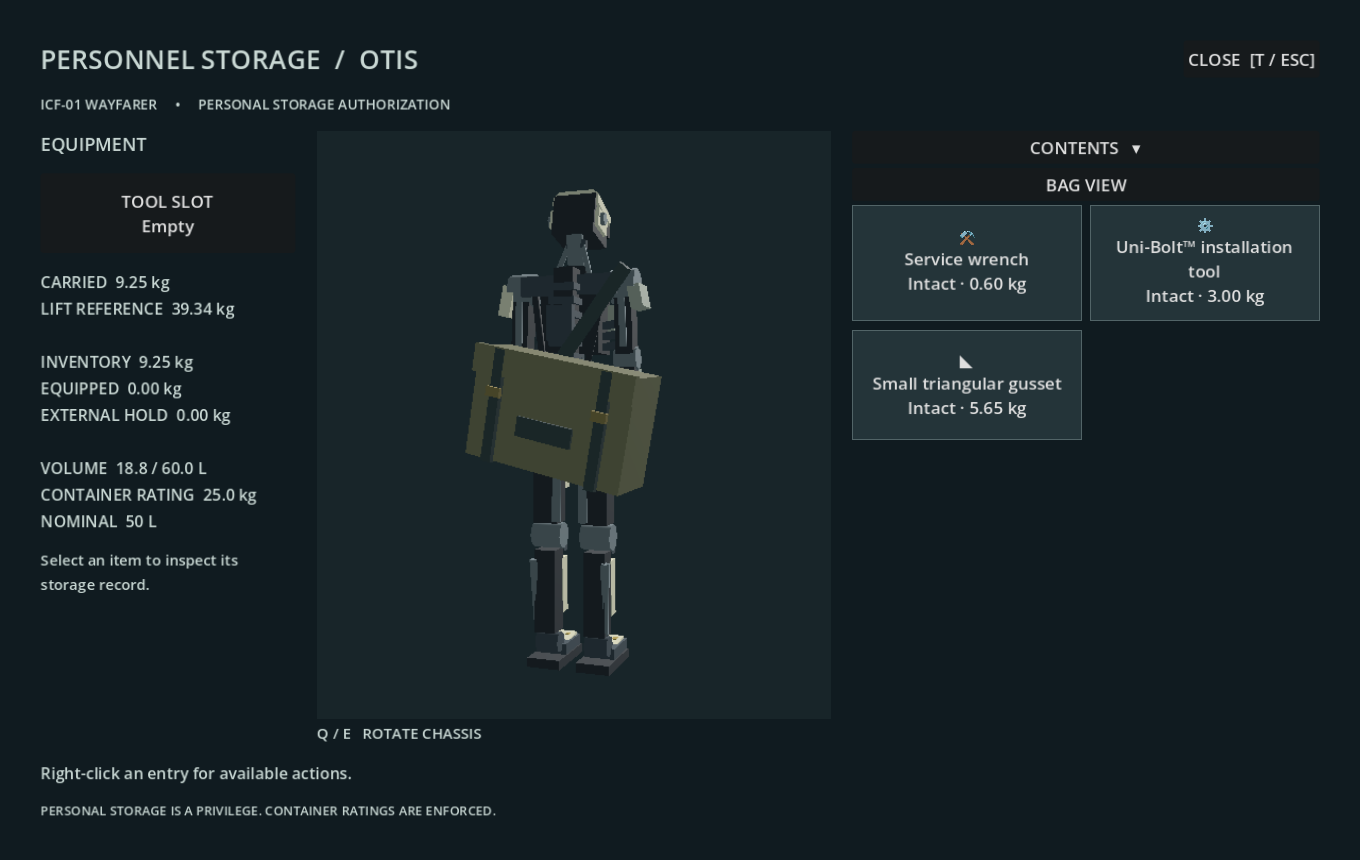 PERSONNEL STORAGE / OTIS
CLOSE [T / ESC]
ICF-01 WAYFARER • PERSONAL STORAGE AUTHORIZATION
EQUIPMENT
TOOL SLOT
Empty
CARRIED 9.25 kg
LIFT REFERENCE 39.34 kg
INVENTORY 9.25 kg
EQUIPPED 0.00 kg
EXTERNAL HOLD 0.00 kg
VOLUME 18.8 / 60.0 L
CONTAINER RATING 25.0 kg
NOMINAL 50 L
Select an item to inspect its
storage record.
Q / E ROTATE CHASSIS
CONTENTS ▼
BAG VIEW
Service wrench
Intact · 0.60 kg
Uni-Bolt™ installation
tool
Intact · 3.00 kg
Small triangular gusset
Intact · 5.65 kg
Right-click an entry for available actions.
PERSONAL STORAGE IS A PRIVILEGE. CONTAINER RATINGS ARE ENFORCED.